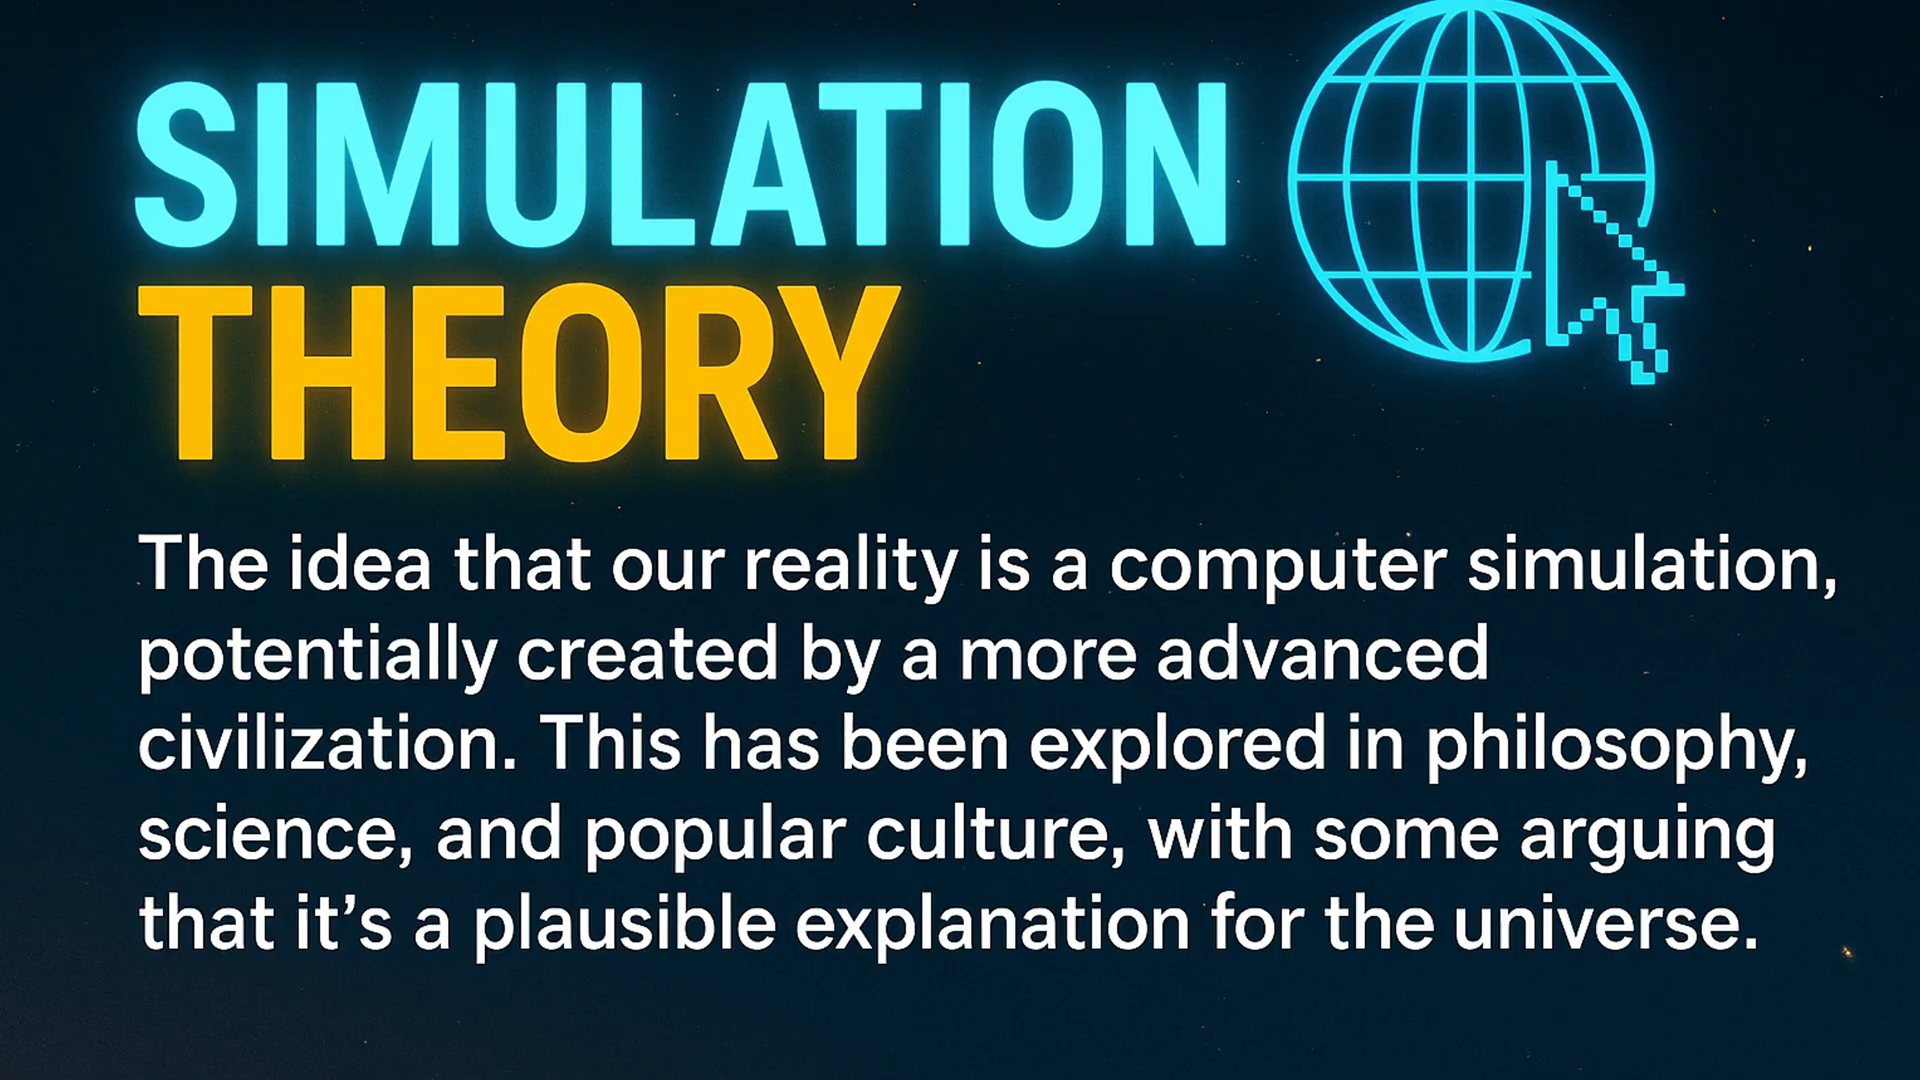 SIMULATION
THEORY
The idea that our reality is a computer simulation,
potentially created by a more advanced
civilization. This has been explored in philosophy,
science, and popular culture, with some arguing
that it’s a plausible explanation for the universe.